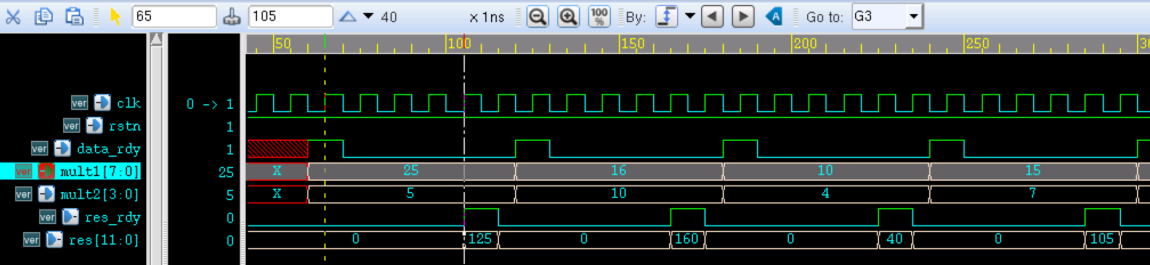 65 105 40 x 1ns 100 % By: A Go to: G3
50 100 150 200 250 30
ver clk 0 -> 1
ver rstn 1
ver data_rdy 1
ver mult1[7:0] 25 X 25 16 10 15
ver mult2[3:0] 5 X 5 10 4 7
ver res_rdy 0
ver res[11:0] 0 0 125 0 160 0 40 0 105